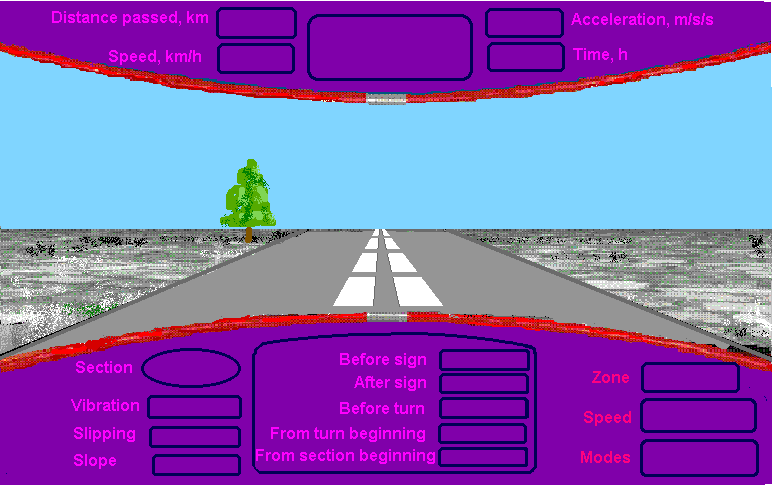 Distance passed, km
Acceleration, m/s/s
Speed, km/h
Time, h
Section
Vibration
Slipping
Slope
Before sign
After sign
Before turn
From turn beginning
From section beginning
Zone
Speed
Modes